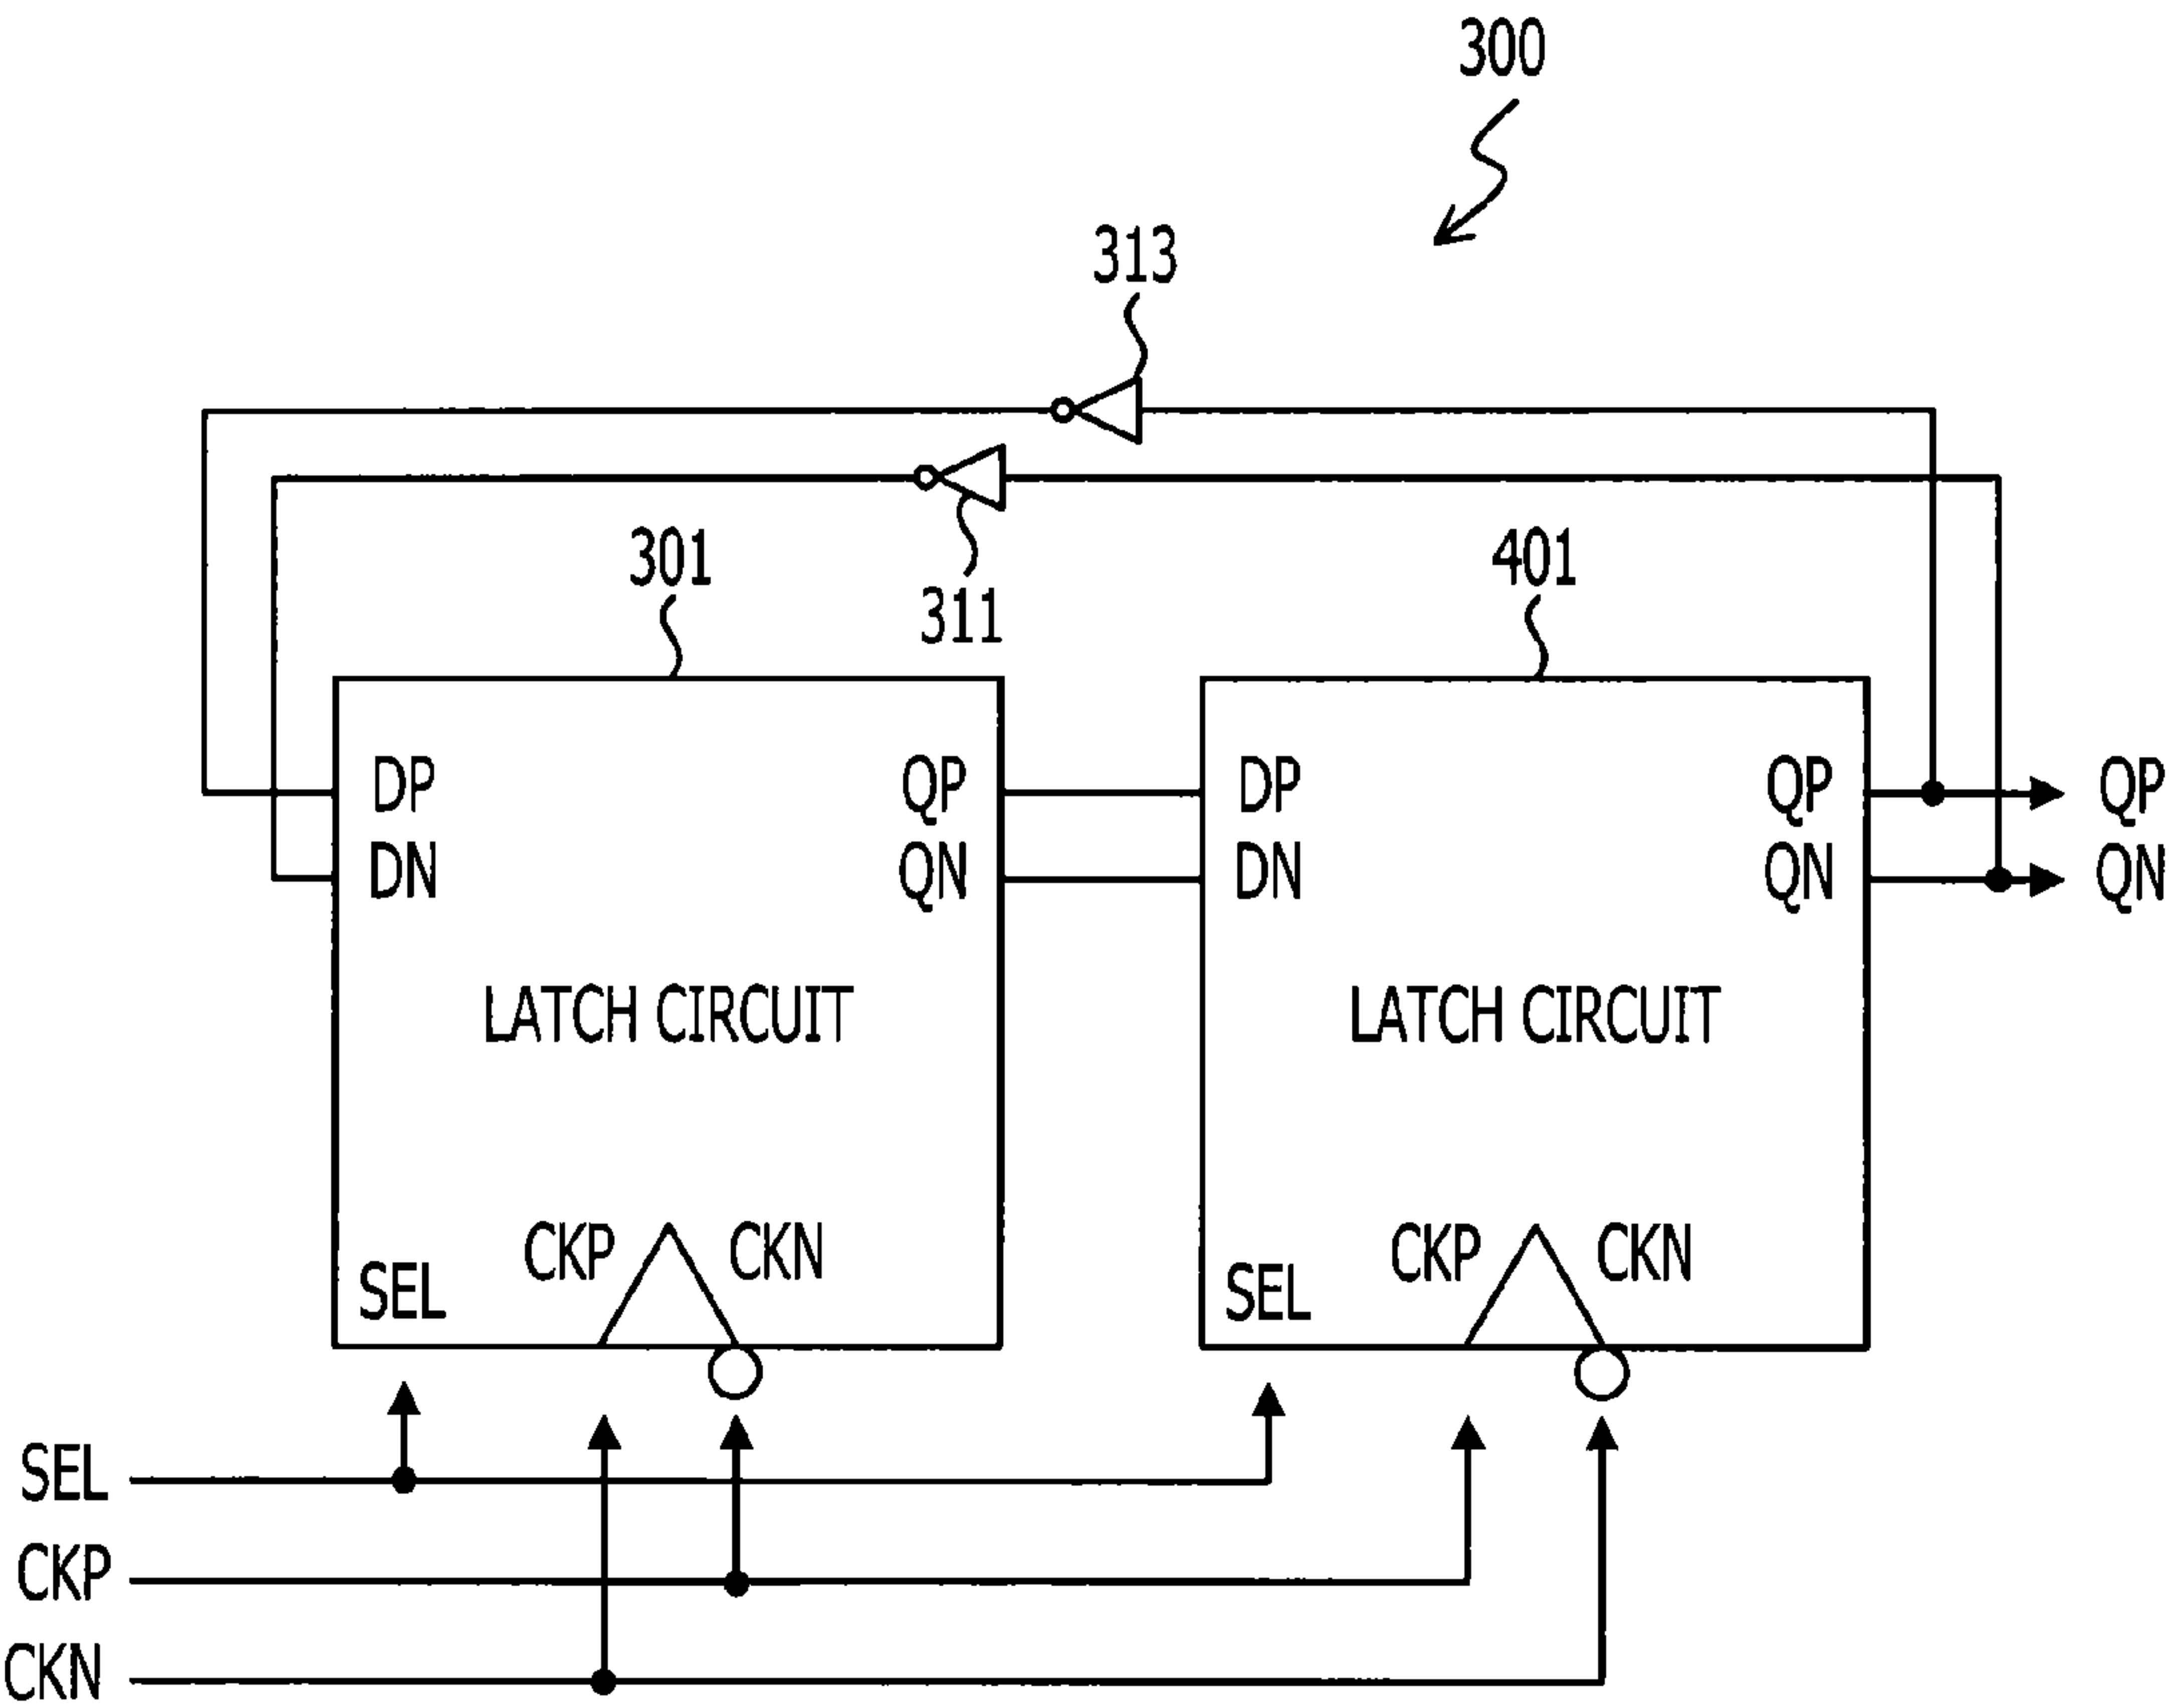 300
313
301
311
401
DP
QP
DP
QP
QP
DN
QN
DN
QN
QN
LATCH CIRCUIT
LATCH CIRCUIT
CKP
CKN
CKP
CKN
SEL
SEL
SEL
CKP
CKN